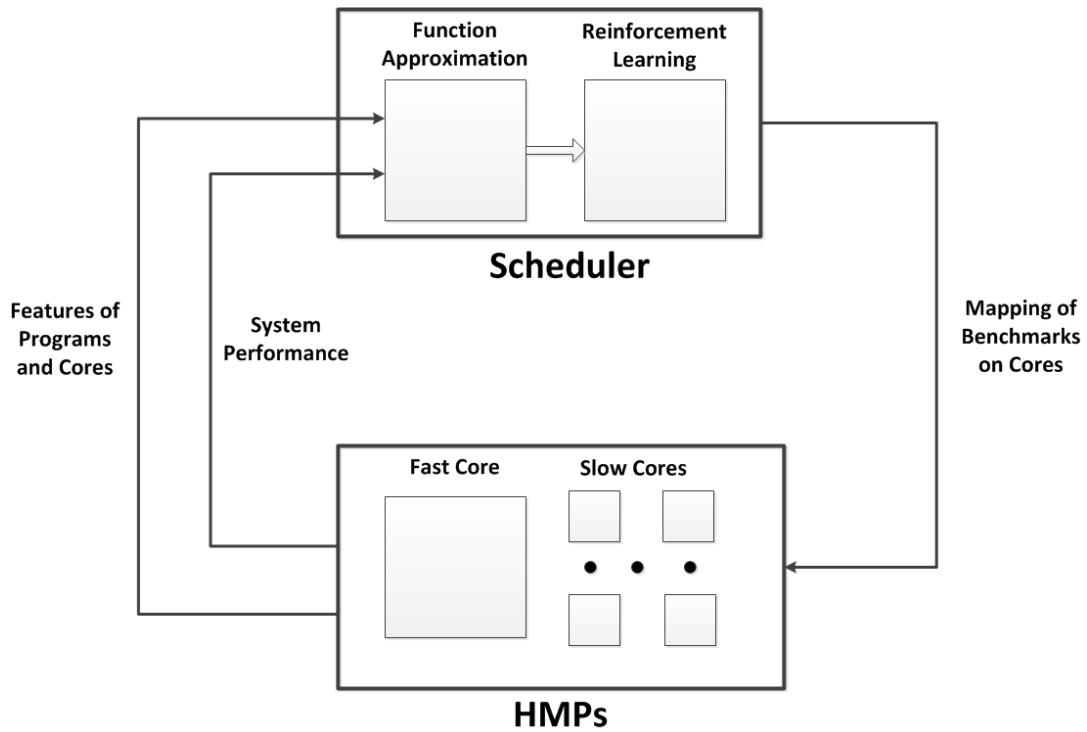 Function
Approximation
Reinforcement
Learning
Scheduler
Features of
Programs
and Cores
System
Performance
Mapping of
Benchmarks
on Cores
Fast Core
Slow Cores
HMPs